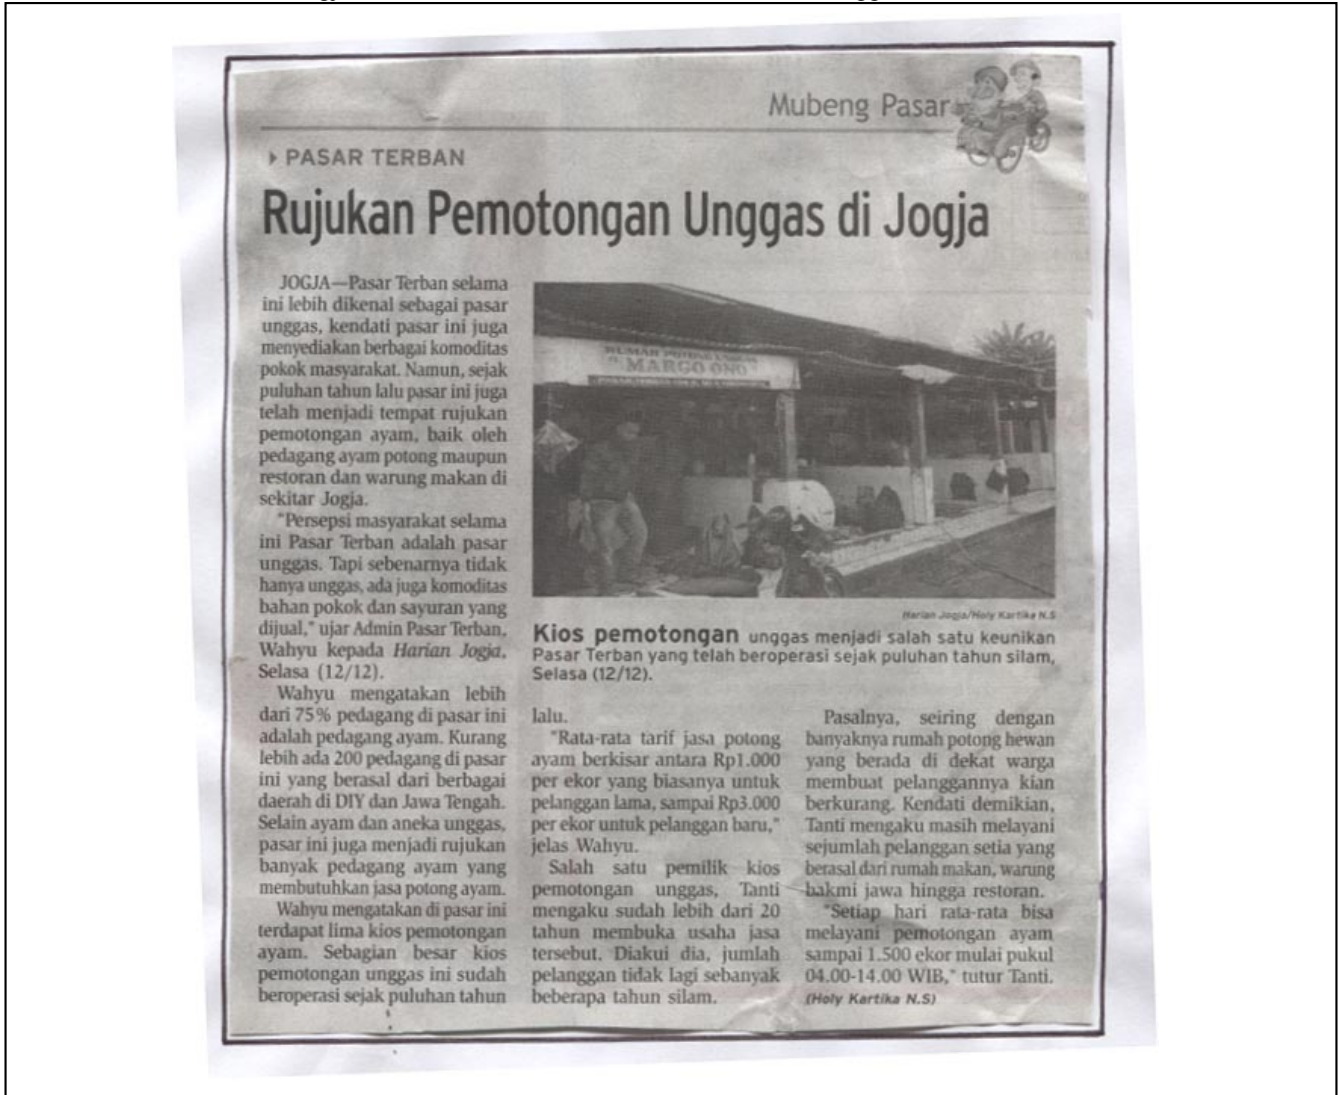 Mubeng Pasar
PASAR TERBAN
Rujukan Pemotongan Unggas di Jogja
JOGJA—Pasar Terban selama
ini lebih dikenal sebagai pasar
unggas, kendati pasar ini juga
menyediakan berbagai komoditas
pokok masyarakat. Namun, sejak
puluhan tahun lalu pasar ini juga
telah menjadi tempat rujukan
pemotongan ayam, baik oleh
pedagang ayam potong maupun
restoran dan warung makan di
sekitar Jogja.
"Persepsi masyarakat selama
ini Pasar Terban adalah pasar
unggas. Tapi sebenarnya tidak
hanya unggas, ada juga komoditas
bahan pokok dan sayuran yang
dijual," ujar Admin Pasar Terban,
Wahyu kepada Harian Jogja,
Selasa (12/12).
Wahyu mengatakan lebih
dari 75% pedagang di pasar ini
adalah pedagang ayam. Kurang
lebih ada 200 pedagang di pasar
ini yang berasal dari berbagai
daerah di DIY dan Jawa Tengah.
Selain ayam dan aneka unggas,
pasar ini juga menjadi rujukan
banyak pedagang ayam yang
membutuhkan jasa potong ayam.
Wahyu mengatakan di pasar ini
terdapat lima kios pemotongan
ayam. Sebagian besar kios
pemotongan unggas ini sudah
beroperasi sejak puluhan tahun
MARGO ONO
Harian Jogja/Holy Kartika N.S
Kios pemotongan unggas menjadi salah satu keunikan
Pasar Terban yang telah beroperasi sejak puluhan tahun silam,
Selasa (12/12).
lalu.
"Rata-rata tarif jasa potong
ayam berkisar antara Rp1.000
per ekor yang biasanya untuk
pelanggan lama, sampai Rp3.000
per ekor untuk pelanggan baru,"
jelas Wahyu.
Salah satu pemilik kios
pemotongan unggas, Tanti
mengaku sudah lebih dari 20
tahun membuka usaha jasa
tersebut. Diakui dia, jumlah
pelanggan tidak lagi sebanyak
beberapa tahun silam.
Pasalnya, seiring dengan
banyaknya rumah potong hewan
yang berada di dekat warga
membuat pelanggannya kian
berkurang. Kendati demikian,
Tanti mengaku masih melayani
sejumlah pelanggan setia yang
berasal dari rumah makan, warung
bakmi jawa hingga restoran.
"Setiap hari rata-rata bisa
melayani pemotongan ayam
sampai 1.500 ekor mulai pukul
04.00-14.00 WIB," tutur Tanti.
(Holy Kartika N.S)